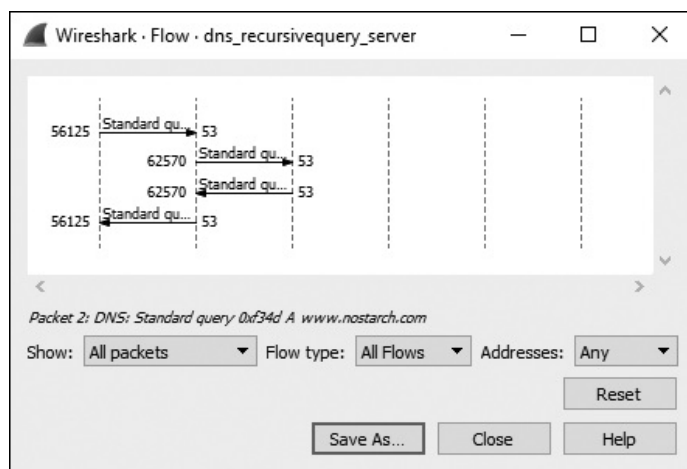 Wireshark · Flow · dns_recursivequery_server
56125 Standard qu... 53
62570 Standard qu... 53
62570 Standard qu... 53
56125 Standard qu... 53
Packet 2: DNS: Standard query 0xf34d A www.nostarch.com
Show: All packets Flow type: All Flows Addresses: Any
Reset
Save As... Close Help